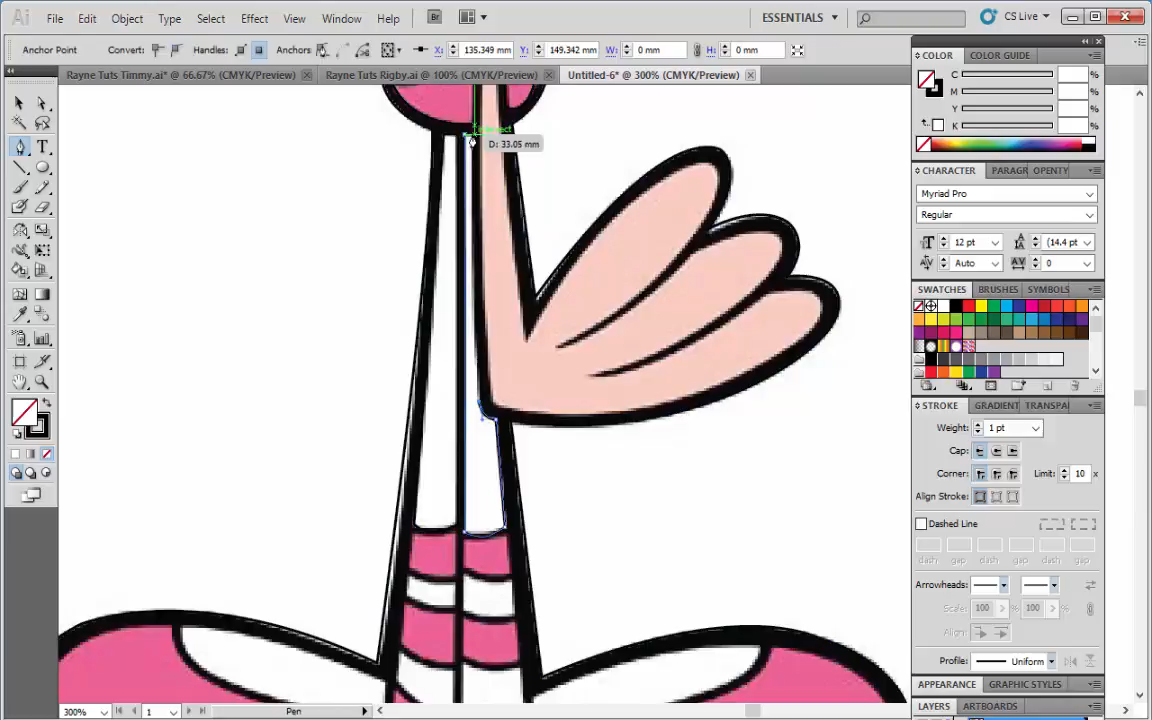 Ai File Edit Object Type Select Effect View Window Help Br ESSENTIALS CS Live
Anchor Point Convert: Handles: Anchors: X: 135.349 mm Y: 149.342 mm W: 0 mm H: 0 mm
Rayne Tuts Timmy.ai* @ 66.67% (CMYK/Preview) Rayne Tuts Rigby.ai @ 100% (CMYK/Preview) Untitled-6* @ 300% (CMYK/Preview)
COLOR COLOR GUIDE
C %
M %
Y %
K %
intersect
D: 33.05 mm
CHARACTER PARAGR OPENTY
Myriad Pro
Regular
12 pt (14.4 pt
Auto 0
SWATCHES BRUSHES SYMBOLS
STROKE GRADIENT TRANSPA
Weight: 1 pt
Cap:
Corner: Limit: 10 x
Align Stroke:
Dashed Line
dash gap dash gap dash gap
Arrowheads:
Scale: 100 % 100 %
Align:
Profile: Uniform
APPEARANCE GRAPHIC STYLES
LAYERS ARTBOARDS
300% 1 Pen